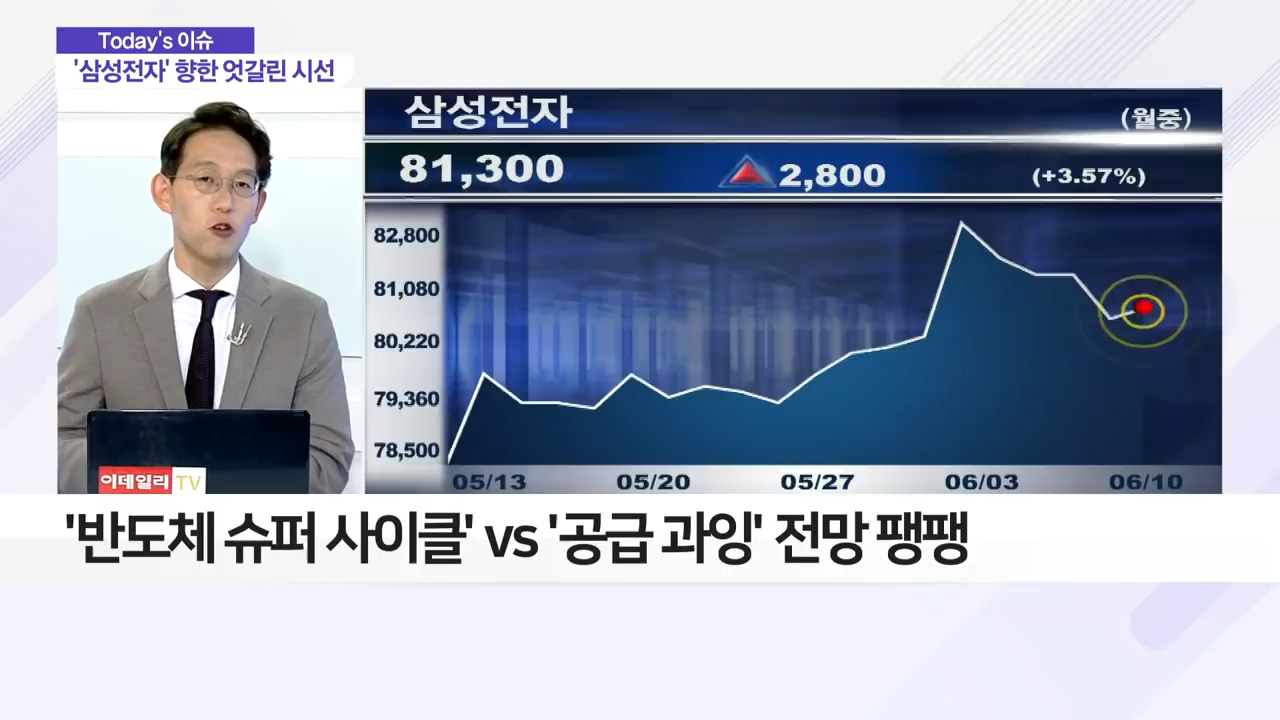 Today's 이슈
'삼성전자' 향한 엇갈린 시선
삼성전자
(월중)
81,300 2,800 (+3.57%)
82,800
81,080
80,220
79,360
78,500
05/13 05/20 05/27 06/03 06/10
이데일리 TV
'반도체 슈퍼 사이클' vs '공급 과잉' 전망 팽팽